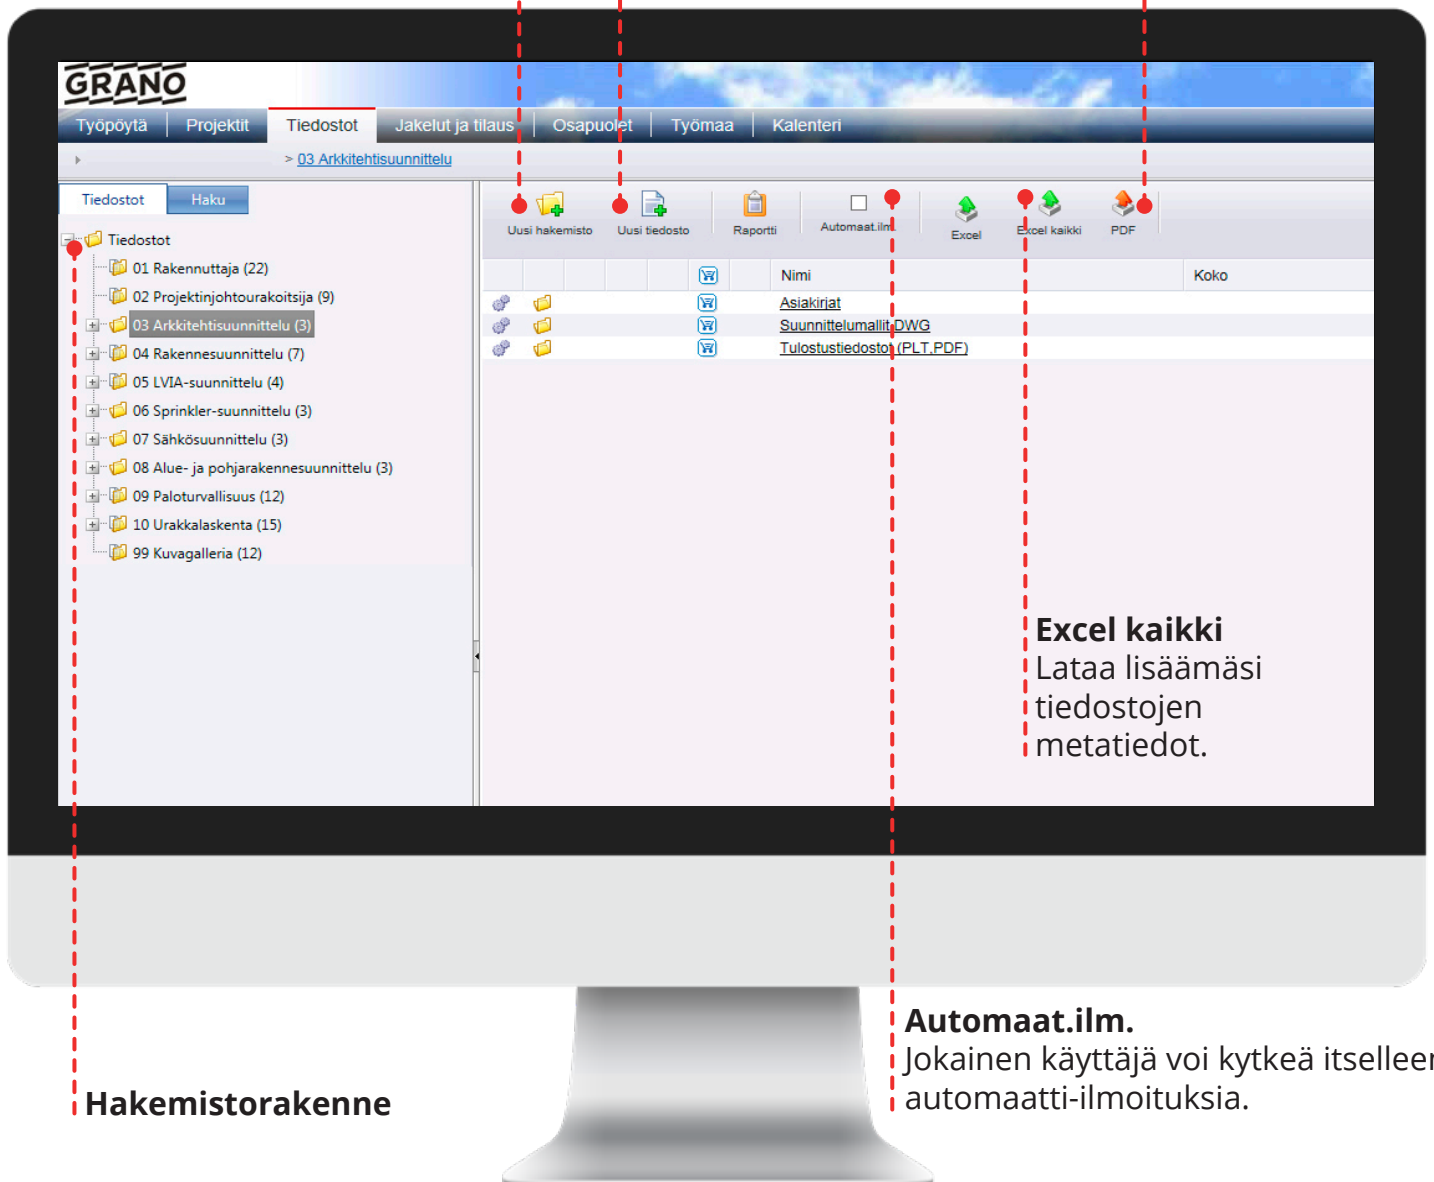 GRANO
Työpöytä Projektit Tiedostot Jakelut ja tilaus Osapuolet Työmaa Kalenteri
> 03 Arkkitehtisuunnittelu
Tiedostot Haku
Uusi hakemisto Uusi tiedosto Raportti Automaat.ilm. Excel Excel kaikki PDF
Tiedostot
01 Rakennuttaja (22)
02 Projektinjohtourakoitsija (9)
03 Arkkitehtisuunnittelu (3)
04 Rakennesuunnittelu (7)
05 LVIA-suunnittelu (4)
06 Sprinkler-suunnittelu (3)
07 Sähkösuunnittelu (3)
08 Alue- ja pohjarakennesuunnittelu (3)
09 Paloturvallisuus (12)
10 Urakkalaskenta (15)
99 Kuvagalleria (12)
Nimi Koko
Asiakirjat
Suunnittelumallit DWG
Tulostustiedostot (PLT,PDF)
Excel kaikki
Lataa lisäämäsi
tiedostojen
metatiedot.
Automaat.ilm.
Jokainen käyttäjä voi kytkeä itselleen
automaatti-ilmoituksia.
Hakemistorakenne